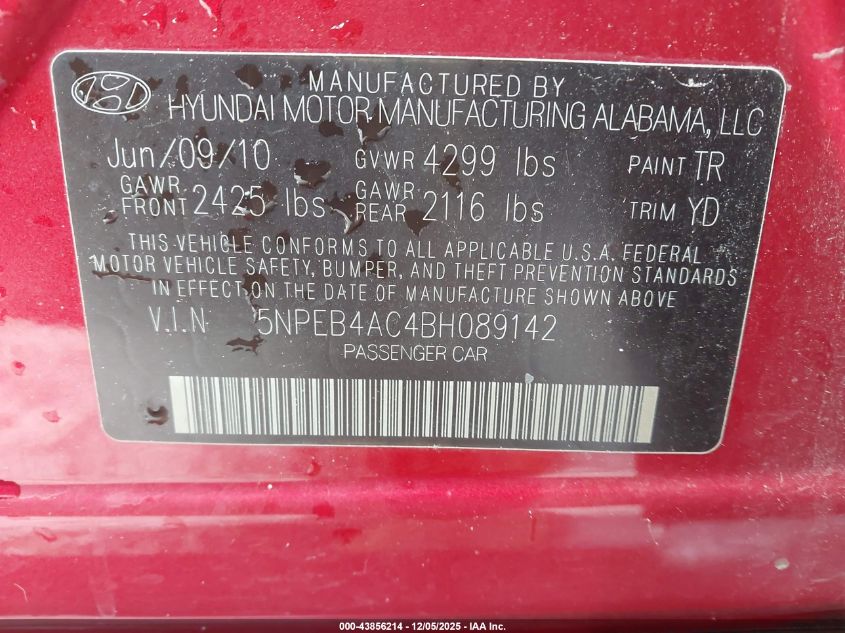 MANUFACTURED BY
HYUNDAI MOTOR MANUFACTURING ALABAMA, LLC
Jun/09/10 GVWR 4299 lbs PAINT TR
GAWR FRONT 2425 lbs GAWR REAR 2116 lbs TRIM YD
THIS VEHICLE CONFORMS TO ALL APPLICABLE U.S.A. FEDERAL
MOTOR VEHICLE SAFETY, BUMPER, AND THEFT PREVENTION STANDARDS
IN EFFECT ON THE DATE OF MANUFACTURE SHOWN ABOVE
V.I.N: 5NPEB4AC4BH089142
PASSENGER CAR
000-43856214 - 12/05/2025 - IAA Inc.